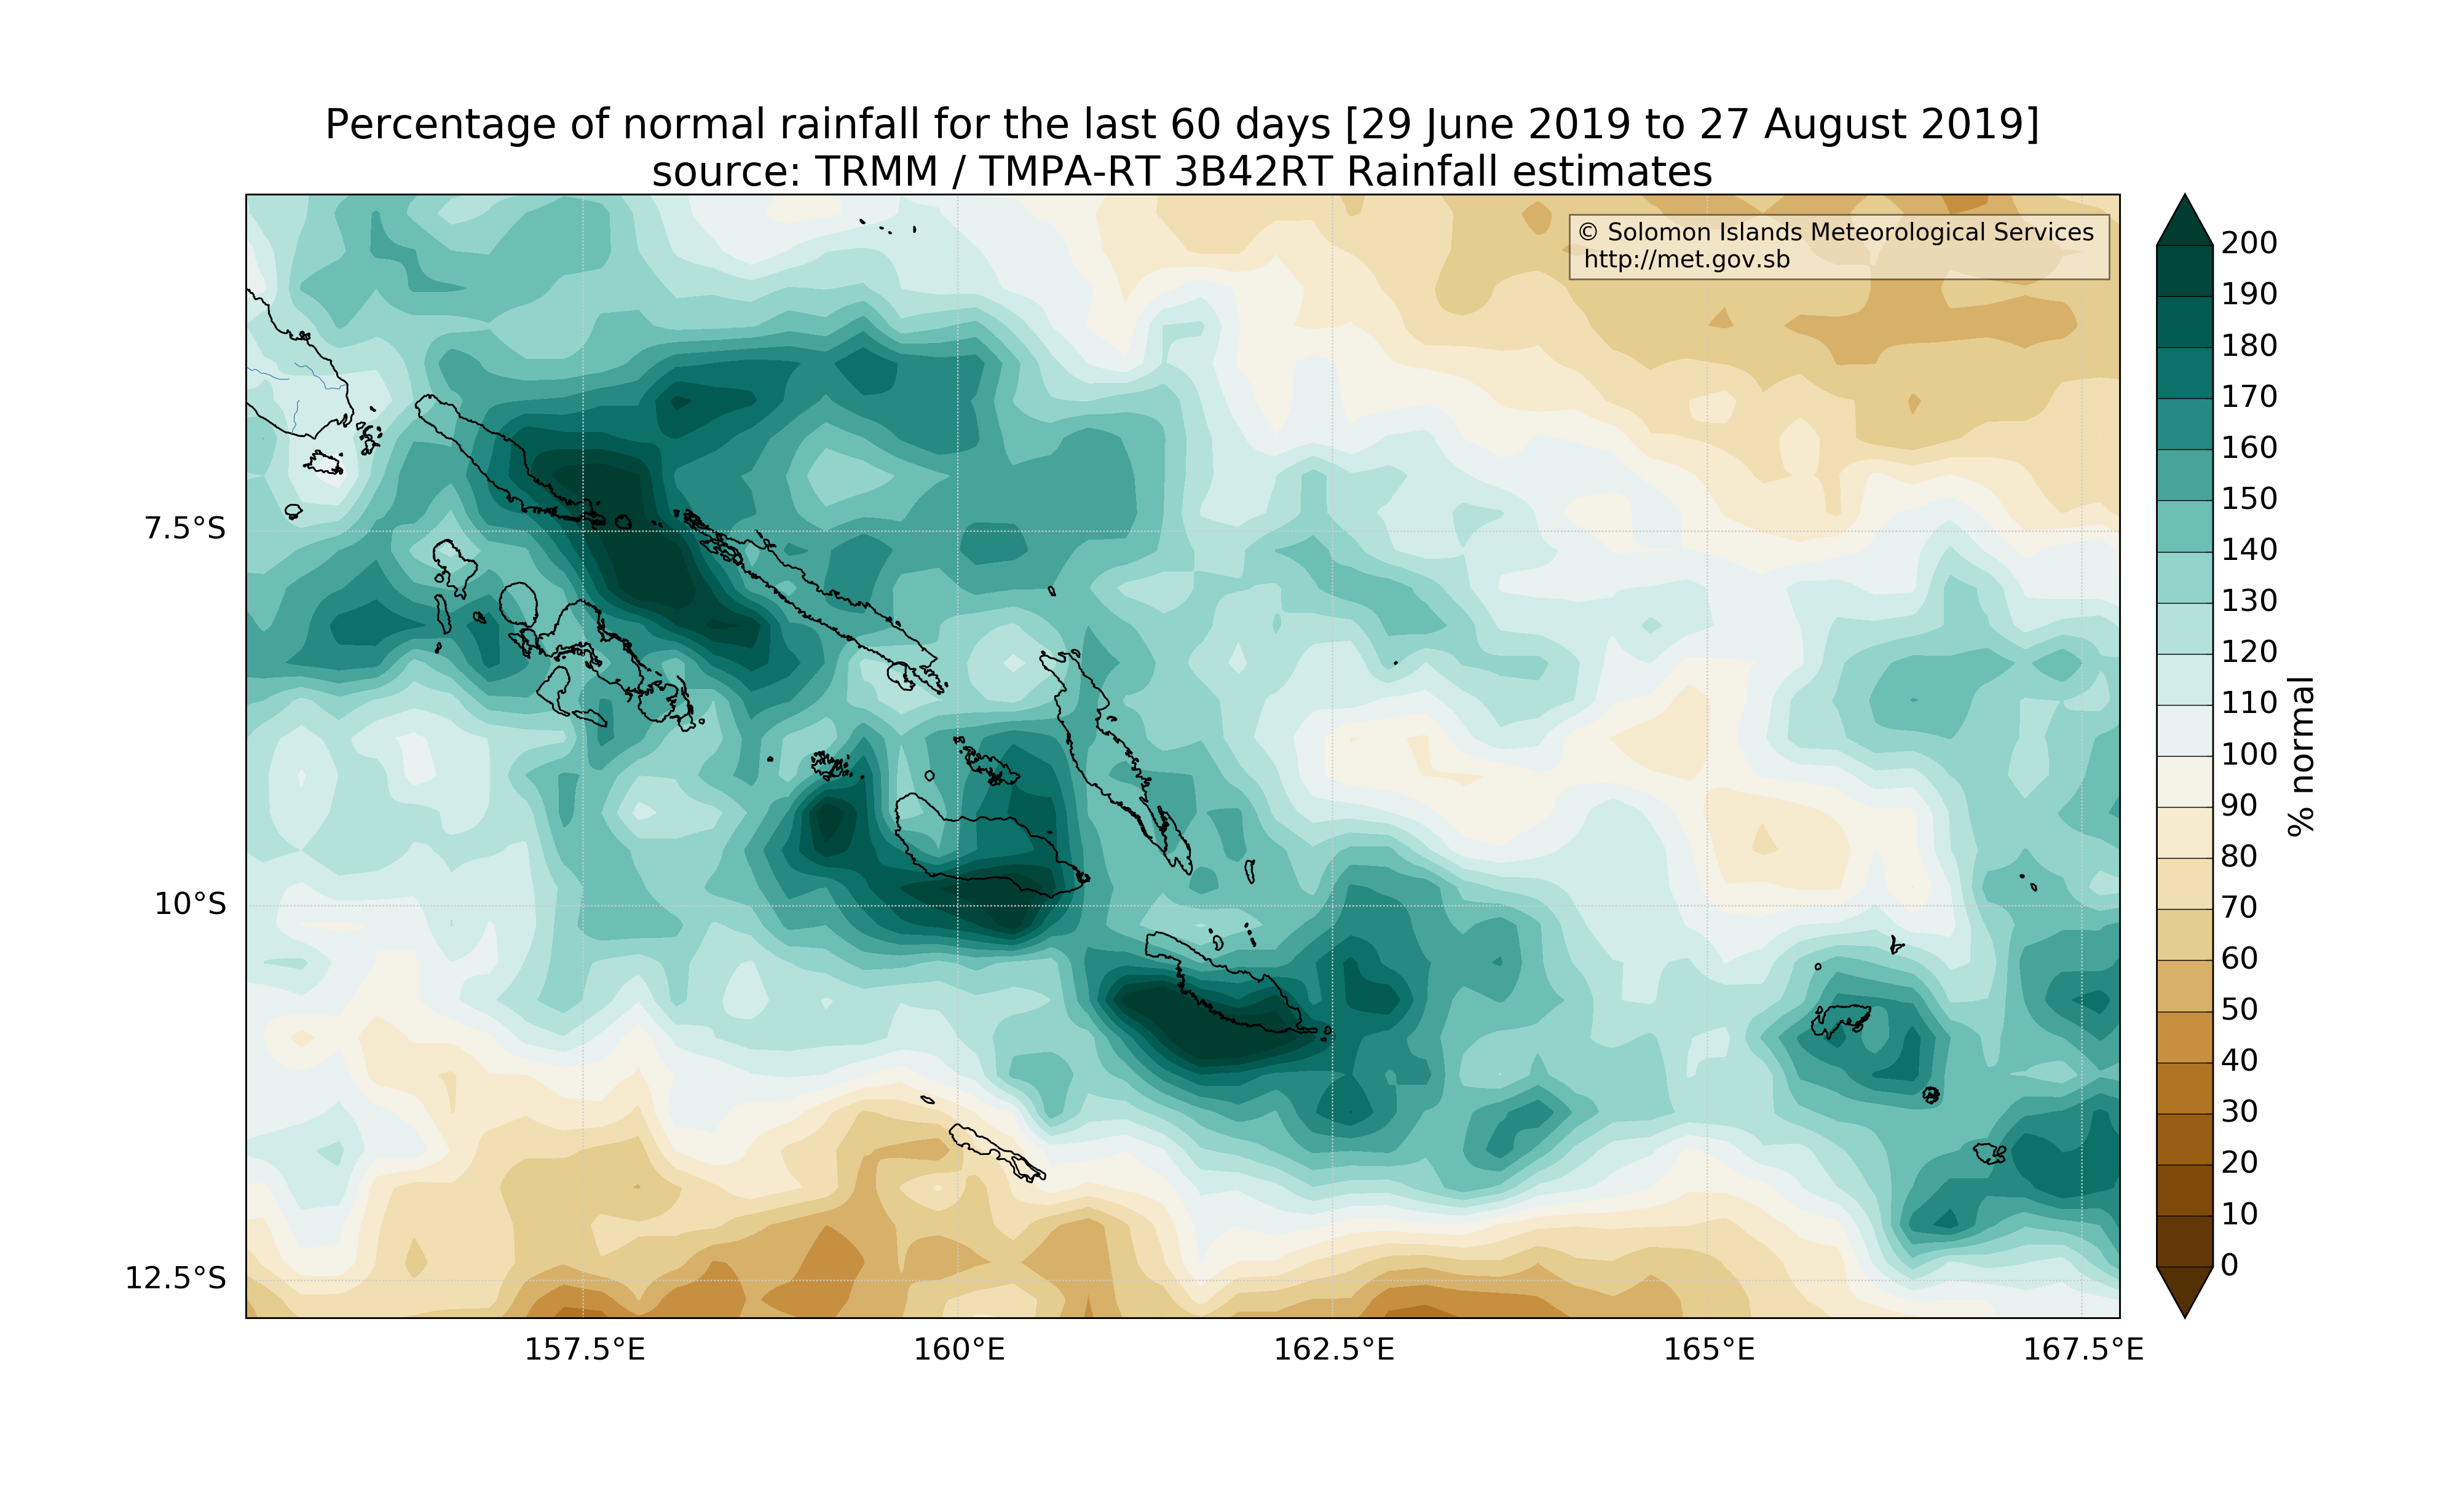 Percentage of normal rainfall for the last 60 days [29 June 2019 to 27 August 2019]
source: TRMM / TMPA-RT 3B42RT Rainfall estimates
© Solomon Islands Meteorological Services
http://met.gov.sb
7.5°S
10°S
12.5°S
157.5°E
160°E
162.5°E
165°E
167.5°E
200
190
180
170
160
150
140
130
120
110
100
90
80
70
60
50
40
30
20
10
0
% normal